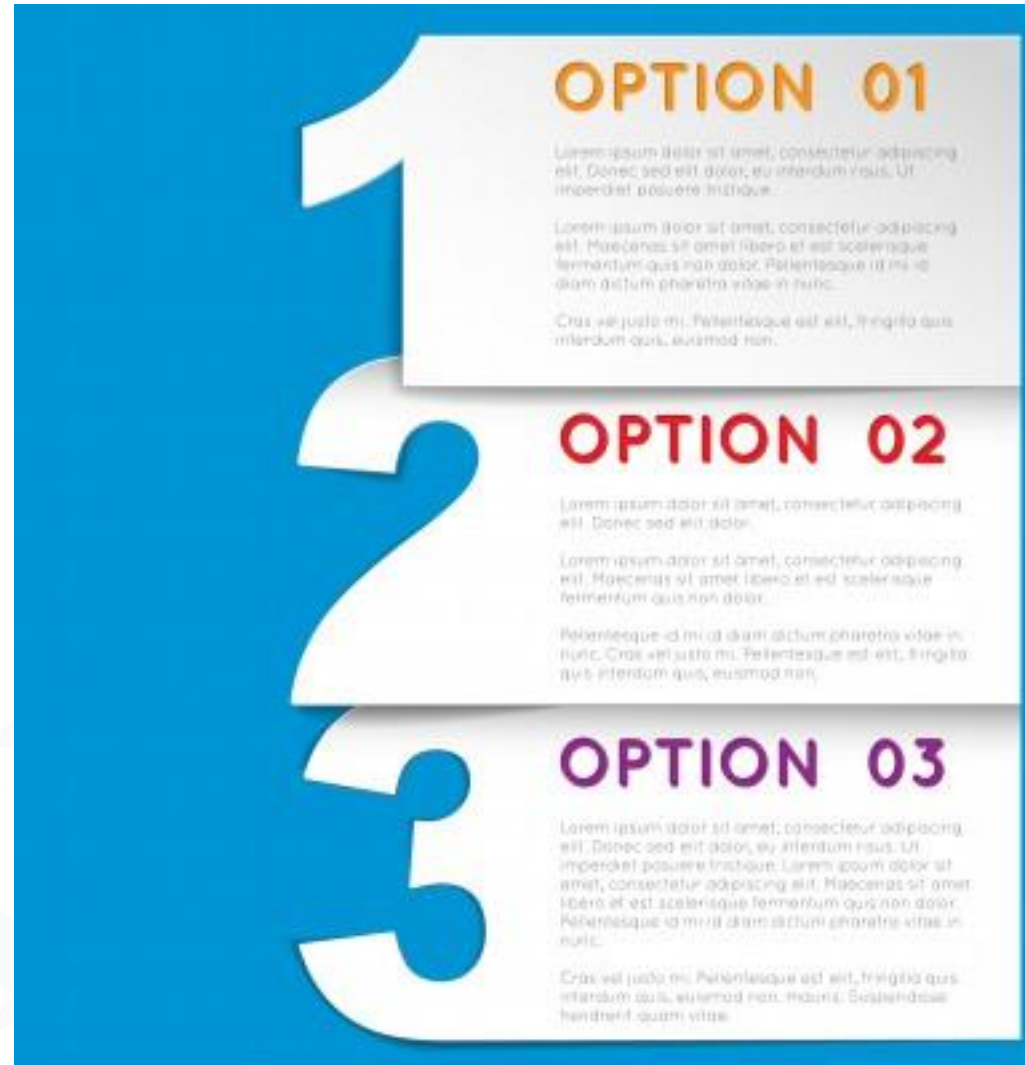 1
OPTION 01
Lorem ipsum dolor sit amet, consectetur adipiscing
elit. Donec sed elit dolor, eu interdum risus. Ut
imperdiet posuere tristique.
Lorem ipsum dolor sit amet, consectetur adipiscing
elit. Maecenas sit amet libero et est scelerisque
fermentum quis non dolor. Pellentesque id mi id
diam dictum pharetra vitae in nunc.
Cras vel justo mi. Pellentesque est elit, fringilla quis
interdum quis, euismod non.
2
OPTION 02
Lorem ipsum dolor sit amet, consectetur adipiscing
elit. Donec sed elit dolor.
Lorem ipsum dolor sit amet, consectetur adipiscing
elit. Maecenas sit amet libero et est scelerisque
fermentum quis non dolor.
Pellentesque id mi id diam dictum pharetra vitae in
nunc. Cras vel justo mi. Pellentesque est elit, fringilla
quis interdum quis, euismod non.
3
OPTION 03
Lorem ipsum dolor sit amet, consectetur adipiscing
elit. Donec sed elit dolor, eu interdum risus. Ut
imperdiet posuere tristique. Lorem ipsum dolor sit
amet, consectetur adipiscing elit. Maecenas sit amet
libero et est scelerisque fermentum quis non dolor.
Pellentesque id mi id diam dictum pharetra vitae in
nunc.
Cras vel justo mi. Pellentesque est elit, fringilla quis
interdum quis, euismod non. mauris. Suspendisse
hendrerit quam vitae.